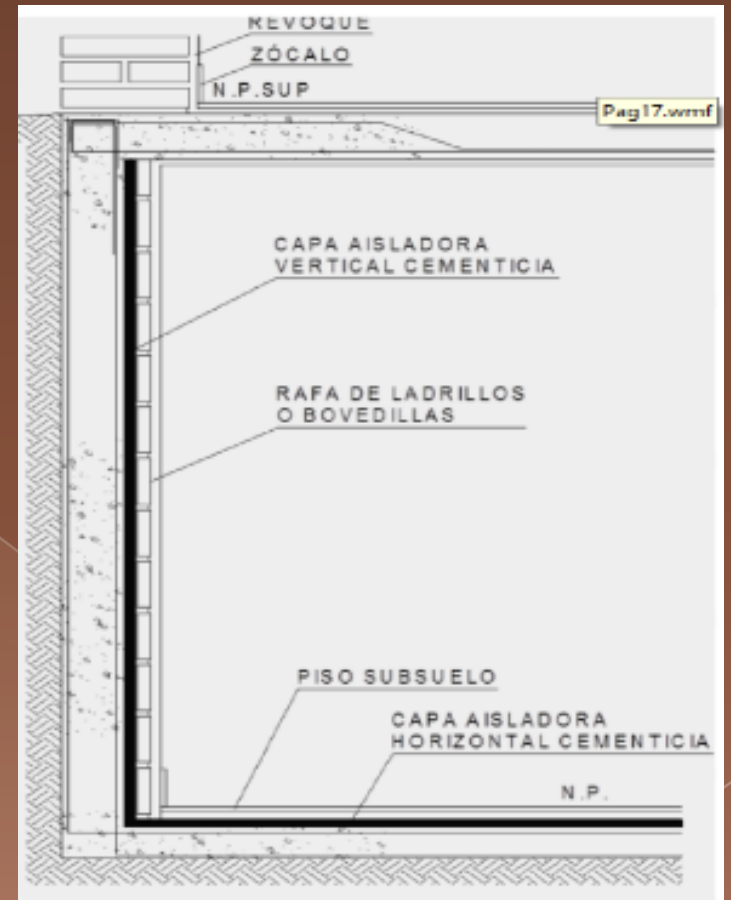 REVOQUE
ZÓCALO
N.P.SUP
Pag17.wmf
CAPA AISLADORA
VERTICAL CEMENTICIA
RAFA DE LADRILLOS
O BOVEDILLAS
PISO SUBSUELO
CAPA AISLADORA
HORIZONTAL CEMENTICIA
N.P.